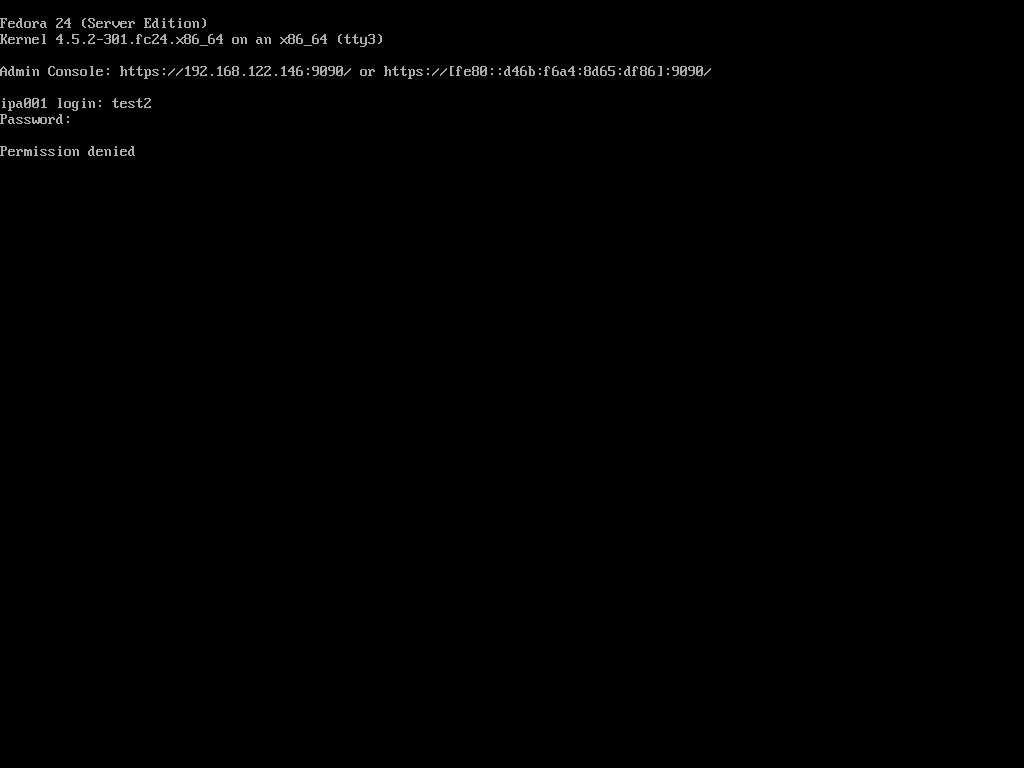 Fedora 24 (Server Edition)
Kernel 4.5.2-301.fc24.x86_64 on an x86_64 (tty3)
Admin Console: https://192.168.122.146:9090/ or https://[fe80::d46b:f6a4:8d65:df86]:9090/
ipa001 login: test2
Password:
Permission denied